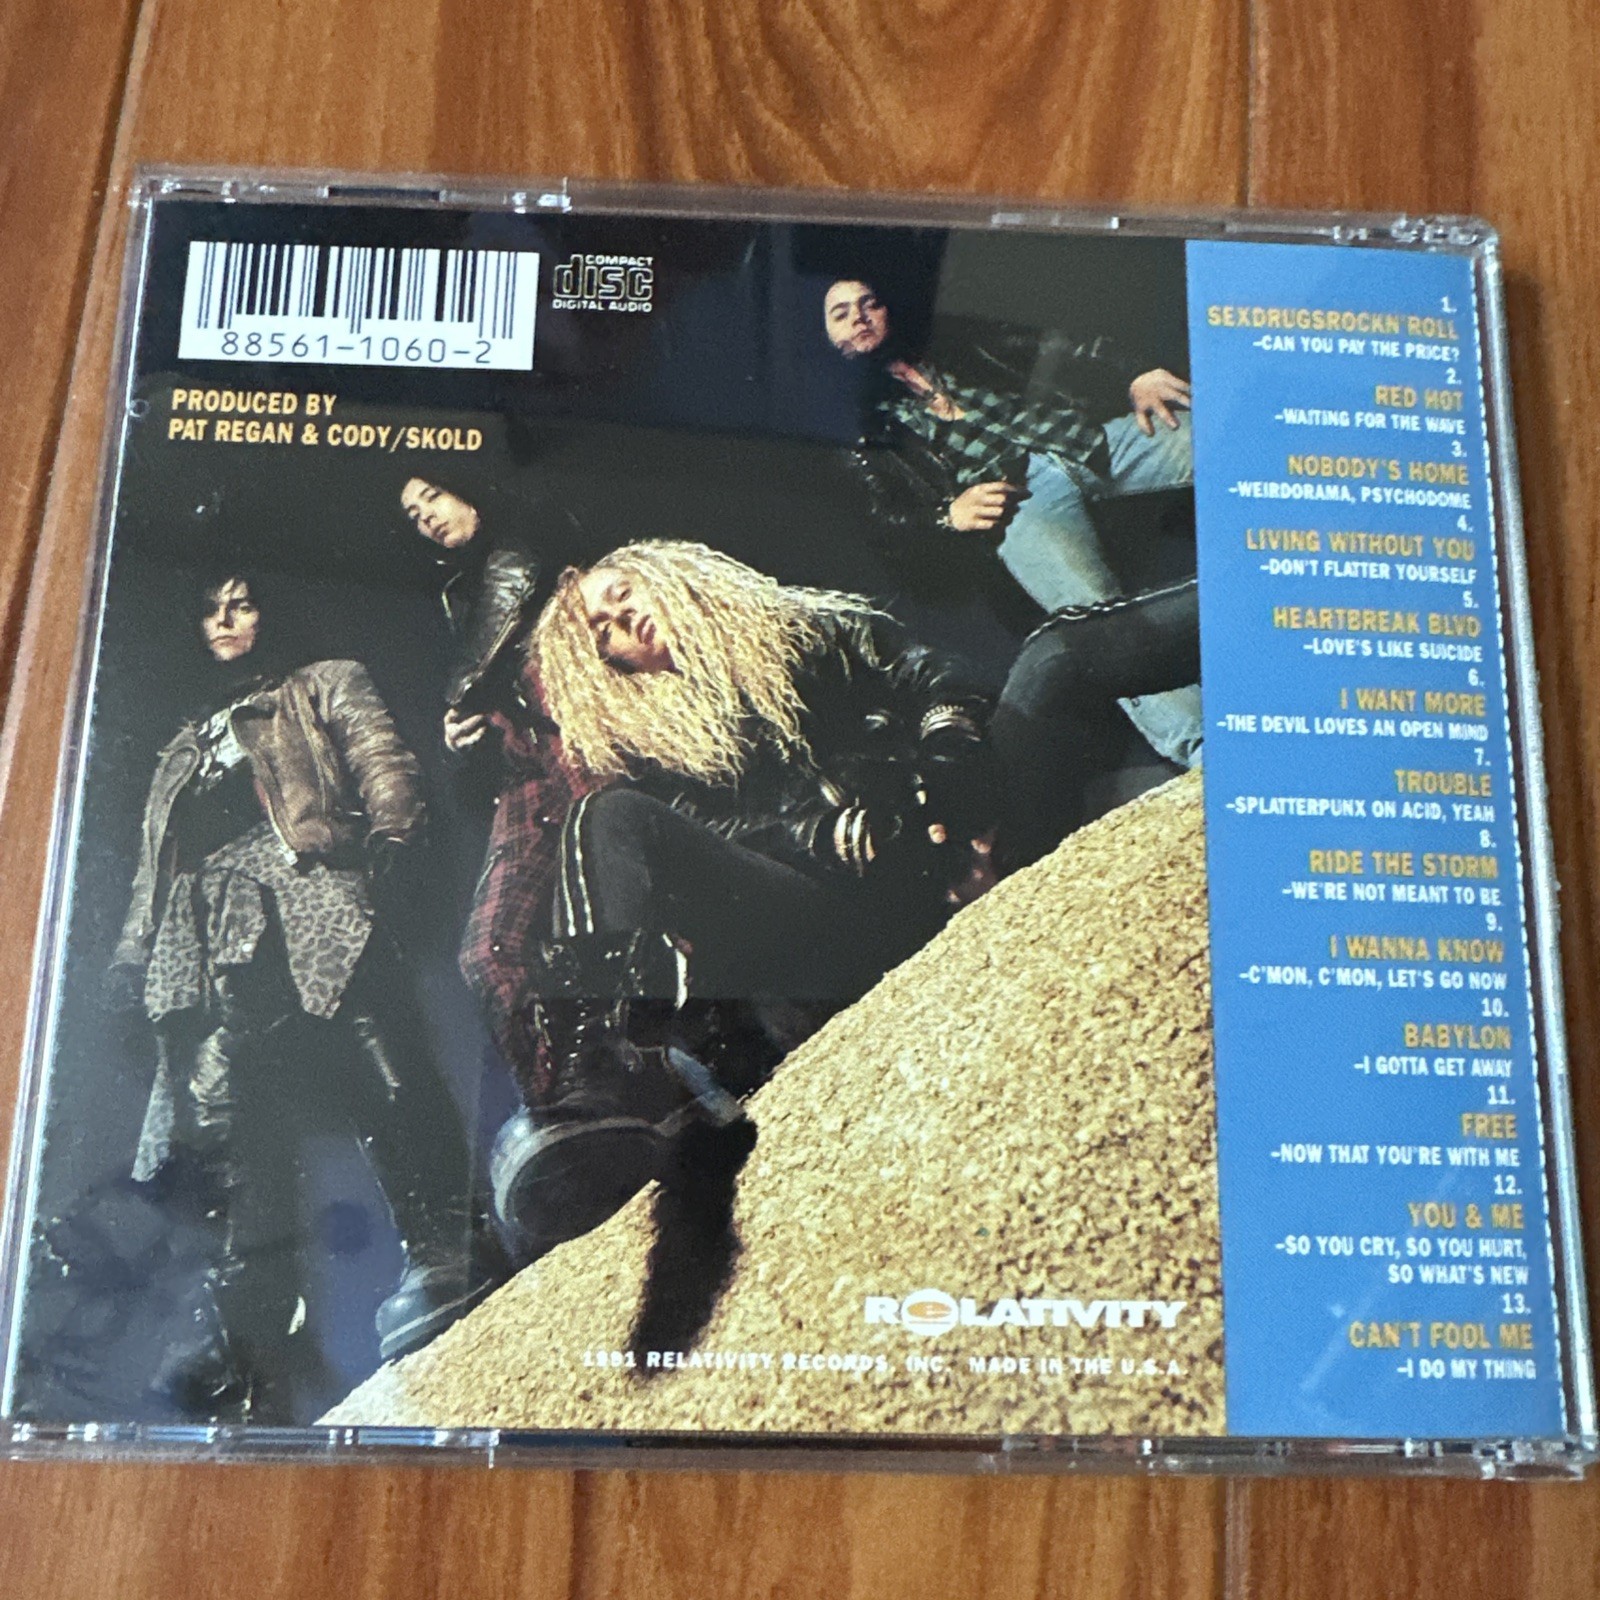 88561-1060-2
COMPACT
disc
DIGITAL AUDIO
PRODUCED BY
PAT REGAN & CODY/SKOLD
1.
SEXDRUGSROCKN'ROLL
-CAN YOU PAY THE PRICE?
2.
RED HOT
-WAITING FOR THE WAVE
3.
NOBODY'S HOME
-WEIRDORAMA, PSYCHODOME
4.
LIVING WITHOUT YOU
-DON'T FLATTER YOURSELF
5.
HEARTBREAK BLVD
-LOVE'S LIKE SUICIDE
6.
I WANT MORE
-THE DEVIL LOVES AN OPEN MIND
7.
TROUBLE
-SPLATTERPUNX ON ACID, YEAH
8.
RIDE THE STORM
-WE'RE NOT MEANT TO BE
9.
I WANNA KNOW
-C'MON, C'MON, LET'S GO NOW
10.
BABYLON
-I GOTTA GET AWAY
11.
FREE
-NOW THAT YOU'RE WITH ME
12.
YOU & ME
-SO YOU CRY, SO YOU HURT,
SO WHAT'S NEW
13.
CAN'T FOOL ME
-I DO MY THING
RELATIVITY
1991 RELATIVITY RECORDS, INC. MADE IN THE U.S.A.